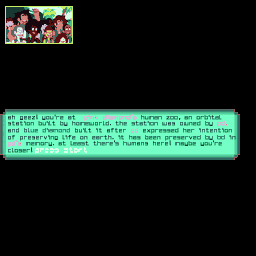 ah geez! you're at human zoo, an orbital
station built by homeworld. the station was owned by
and blue diamond built it after expressed her intention
of preserving life on earth. it has been preserved by bd in
memory. at least there's humans here! maybe you're
closer!